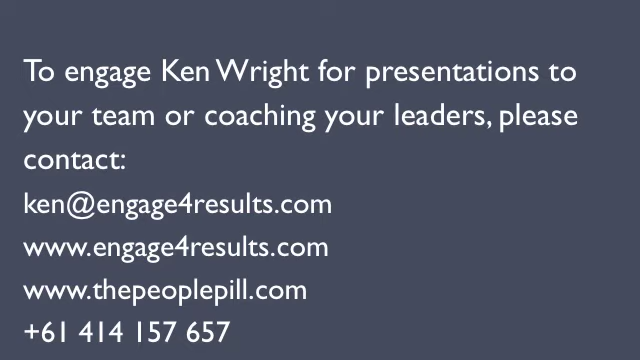 To engage Ken Wright for presentations to
your team or coaching your leaders, please
contact:
ken@engage4results.com
www.engage4results.com
www.thepeoplepill.com
+61 414 157 657